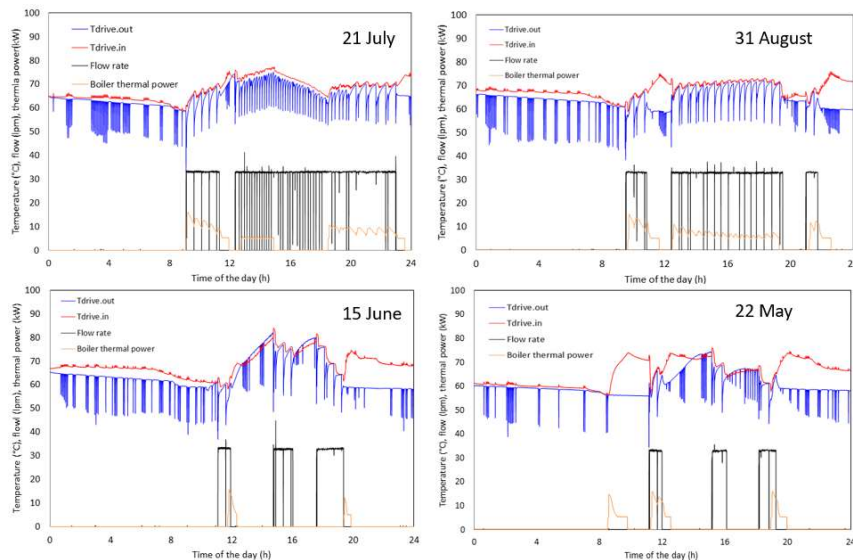 Temperature (°C), flow (lpm), thermal power(kW)
100
90
80
70
60
50
40
30
20
10
0
Tdrive.out
Tdrive.in
Flow rate
Boiler thermal power
21 July
0 4 8 12 16 20 24
Time of the day (h)
Temperature (°C), flow (lpm), thermal power (kW)
100
90
80
70
60
50
40
30
20
10
0
Tdrive.out
Tdrive.in
Flow rate
Boiler thermal power
31 August
0 4 8 12 16 20 24
Time of the day (h)
Temperature (°C), flow( (lpm), thermal power (kW)
100
90
80
70
60
50
40
30
20
10
0
Tdrive.out
Tdrive.in
Flow rate
Boiler thermal power
15 June
0 4 8 12 16 20 24
Time of the day (h)
Temperature (°C), flow (lpm), thermal power (kW)
100
90
80
70
60
50
40
30
20
10
0
Tdrive.out
Tdrive.in
Flow rate
Boiler thermal power
22 May
0 4 8 12 16 20 24
Time of the day (h)